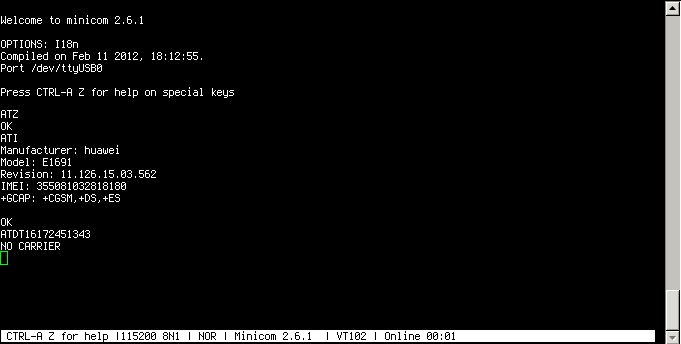 Welcome to minicom 2.6.1
OPTIONS: I18n
Compiled on Feb 11 2012, 18:12:55.
Port /dev/ttyUSB0
Press CTRL-A Z for help on special keys
ATZ
OK
ATI
Manufacturer: huawei
Model: E1691
Revision: 11.126.15.03.562
IMEI: 355081032818180
+GCAP: +CGSM,+DS,+ES
OK
ATDT16172451343
NO CARRIER
CTRL-A Z for help |115200 8N1 | NOR | Minicom 2.6.1 | VT102 | Online 00:01